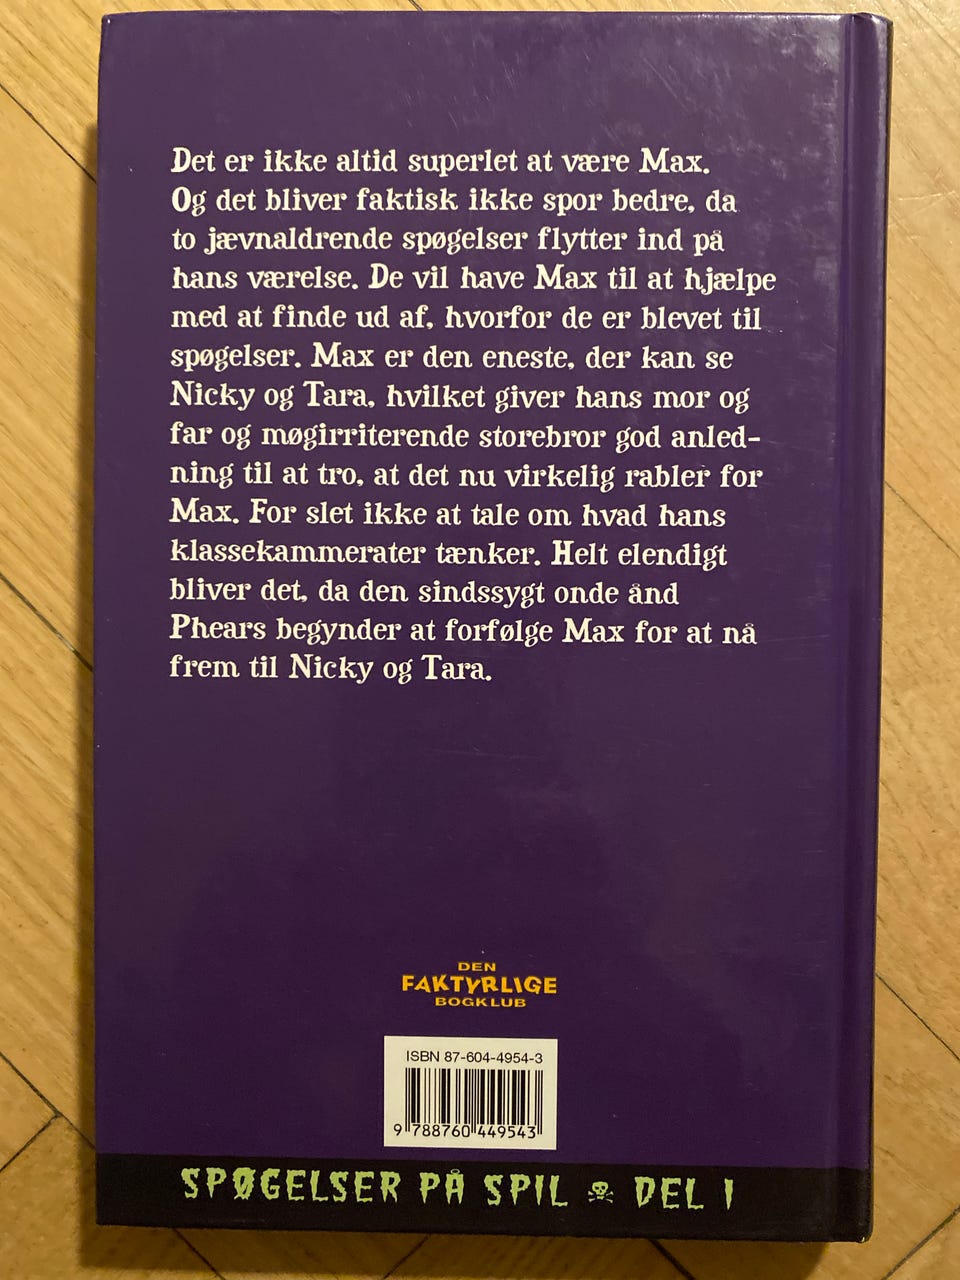 Det er ikke altid superlet at være Max.
Og det bliver faktisk ikke spor bedre, da
to jævnaldrende spøgelser flytter ind på
hans værelse. De vil have Max til at hjælpe
med at finde ud af, hvorfor de er blevet til
spøgelser. Max er den eneste, der kan se
Nicky og Tara, hvilket giver hans mor og
far og møgirriterende storebror god anled-
ning til at tro, at det nu virkelig rabler for
Max. For slet ikke at tale om hvad hans
klassekammerater tænker. Helt elendigt
bliver det, da den sindssygt onde ånd
Phears begynder at forfølge Max for at nå
frem til Nicky og Tara.
DEN
FAKTYRLIGE
BOGKLUB
ISBN 87-604-4954-3
9 788760 449543
SPØGELSER PÅ SPIL ☠ DEL 1